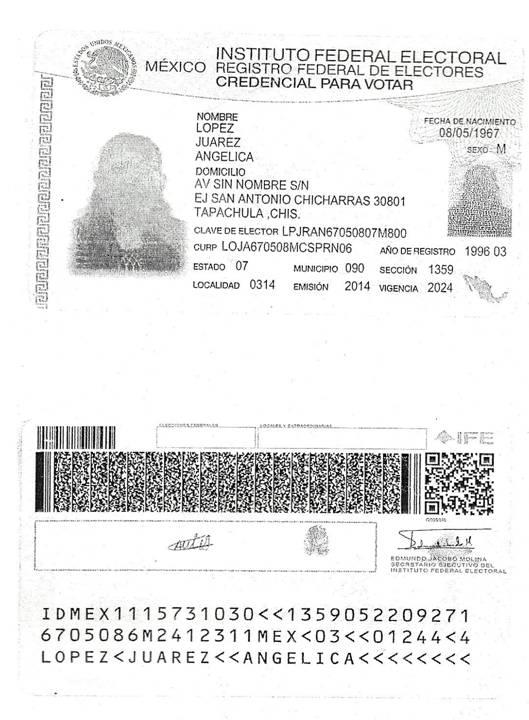 ESTADOS UNIDOS MEXICANOS
MÉXICO INSTITUTO FEDERAL ELECTORAL
REGISTRO FEDERAL DE ELECTORES
CREDENCIAL PARA VOTAR
NOMBRE
LOPEZ
JUAREZ
ANGELICA
FECHA DE NACIMIENTO
08/05/1967
SEXO M
DOMICILIO
AV SIN NOMBRE S/N
EJ SAN ANTONIO CHICHARRAS 30801
TAPACHULA ,CHIS.
CLAVE DE ELECTOR LPJRAN67050807M800
CURP LOJA670508MCSPRN06 AÑO DE REGISTRO 1996 03
ESTADO 07 MUNICIPIO 090 SECCIÓN 1359
LOCALIDAD 0314 EMISIÓN 2014 VIGENCIA 2024
ELECCIONES FEDERALES LOCALES Y EXTRAORDINARIAS
IFE
EDMUNDO JACOBO MOLINA
SECRETARIO EJECUTIVO DEL
INSTITUTO FEDERAL ELECTORAL
IDMEX1115731030<<1359052209271
6705086M2412311MEX<03<<01244<4
LOPEZ<JUAREZ<<ANGELICA<<<<<<<<